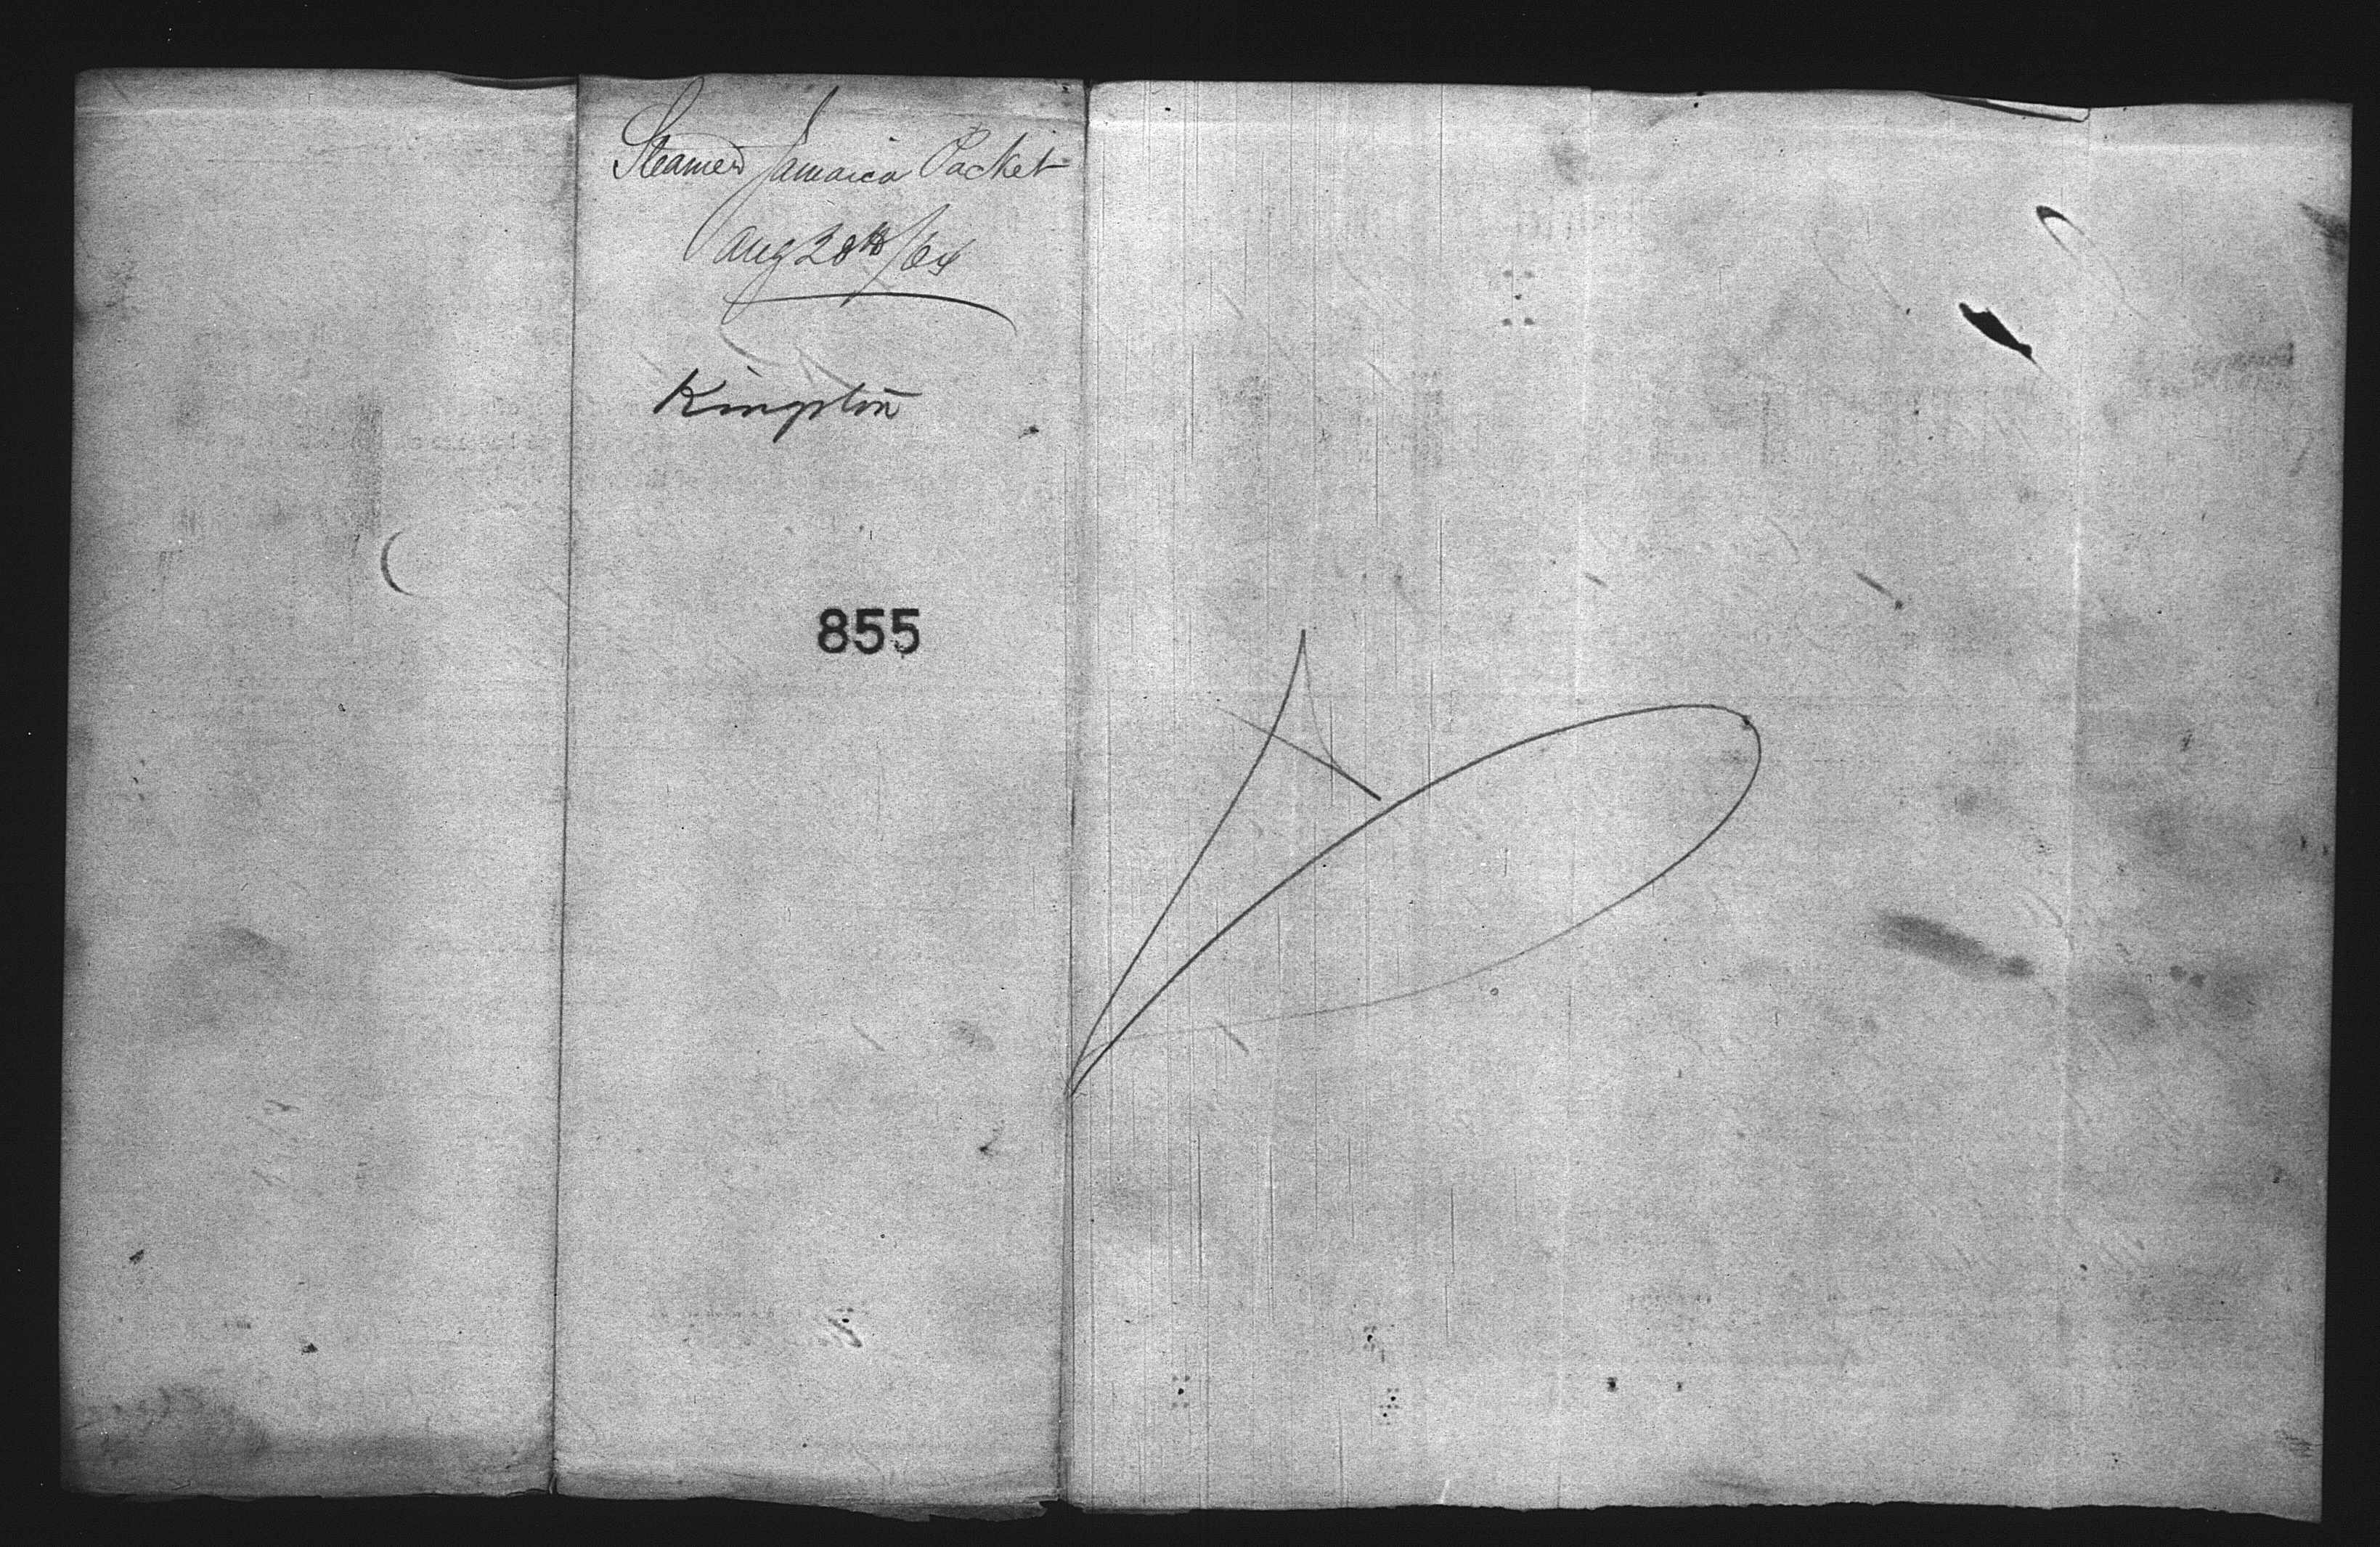 Steamer Jamaica Packet
Aug 28th/64
Kingston
855